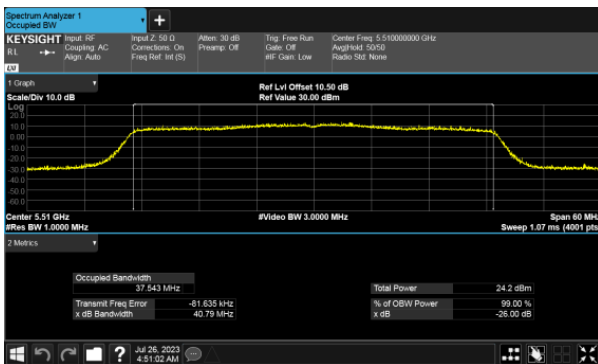 Spectrum Analyzer 1
Occupied BW
+
KEYSIGHT
RL
Input: RF
Coupling: AC
Align: Auto
Input Z: 50 Ω
Corrections: On
Freq Ref: Int (S)
Atten: 30 dB
Preamp: Off
Trig: Free Run
Gate: Off
#IF Gain: Low
Center Freq: 5.510000000 GHz
Avg|Hold: 50/50
Radio Std: None
1 Graph
Scale/Div 10.0 dB
Ref Lvl Offset 10.50 dB
Ref Value 30.00 dBm
Log
20.0
10.0
0.00
-10.0
-20.0
-30.0
-40.0
-50.0
-60.0
Center 5.51 GHz
#Res BW 1.0000 MHz
#Video BW 3.0000 MHz
Span 60 MHz
Sweep 1.07 ms (4001 pts)
2 Metrics
Occupied Bandwidth
37.543 MHz
Transmit Freq Error -81.635 kHz
x dB Bandwidth 40.79 MHz
Total Power 24.2 dBm
% of OBW Power 99.00 %
x dB -26.00 dB
?
Jul 26, 2023
4:51:02 AM